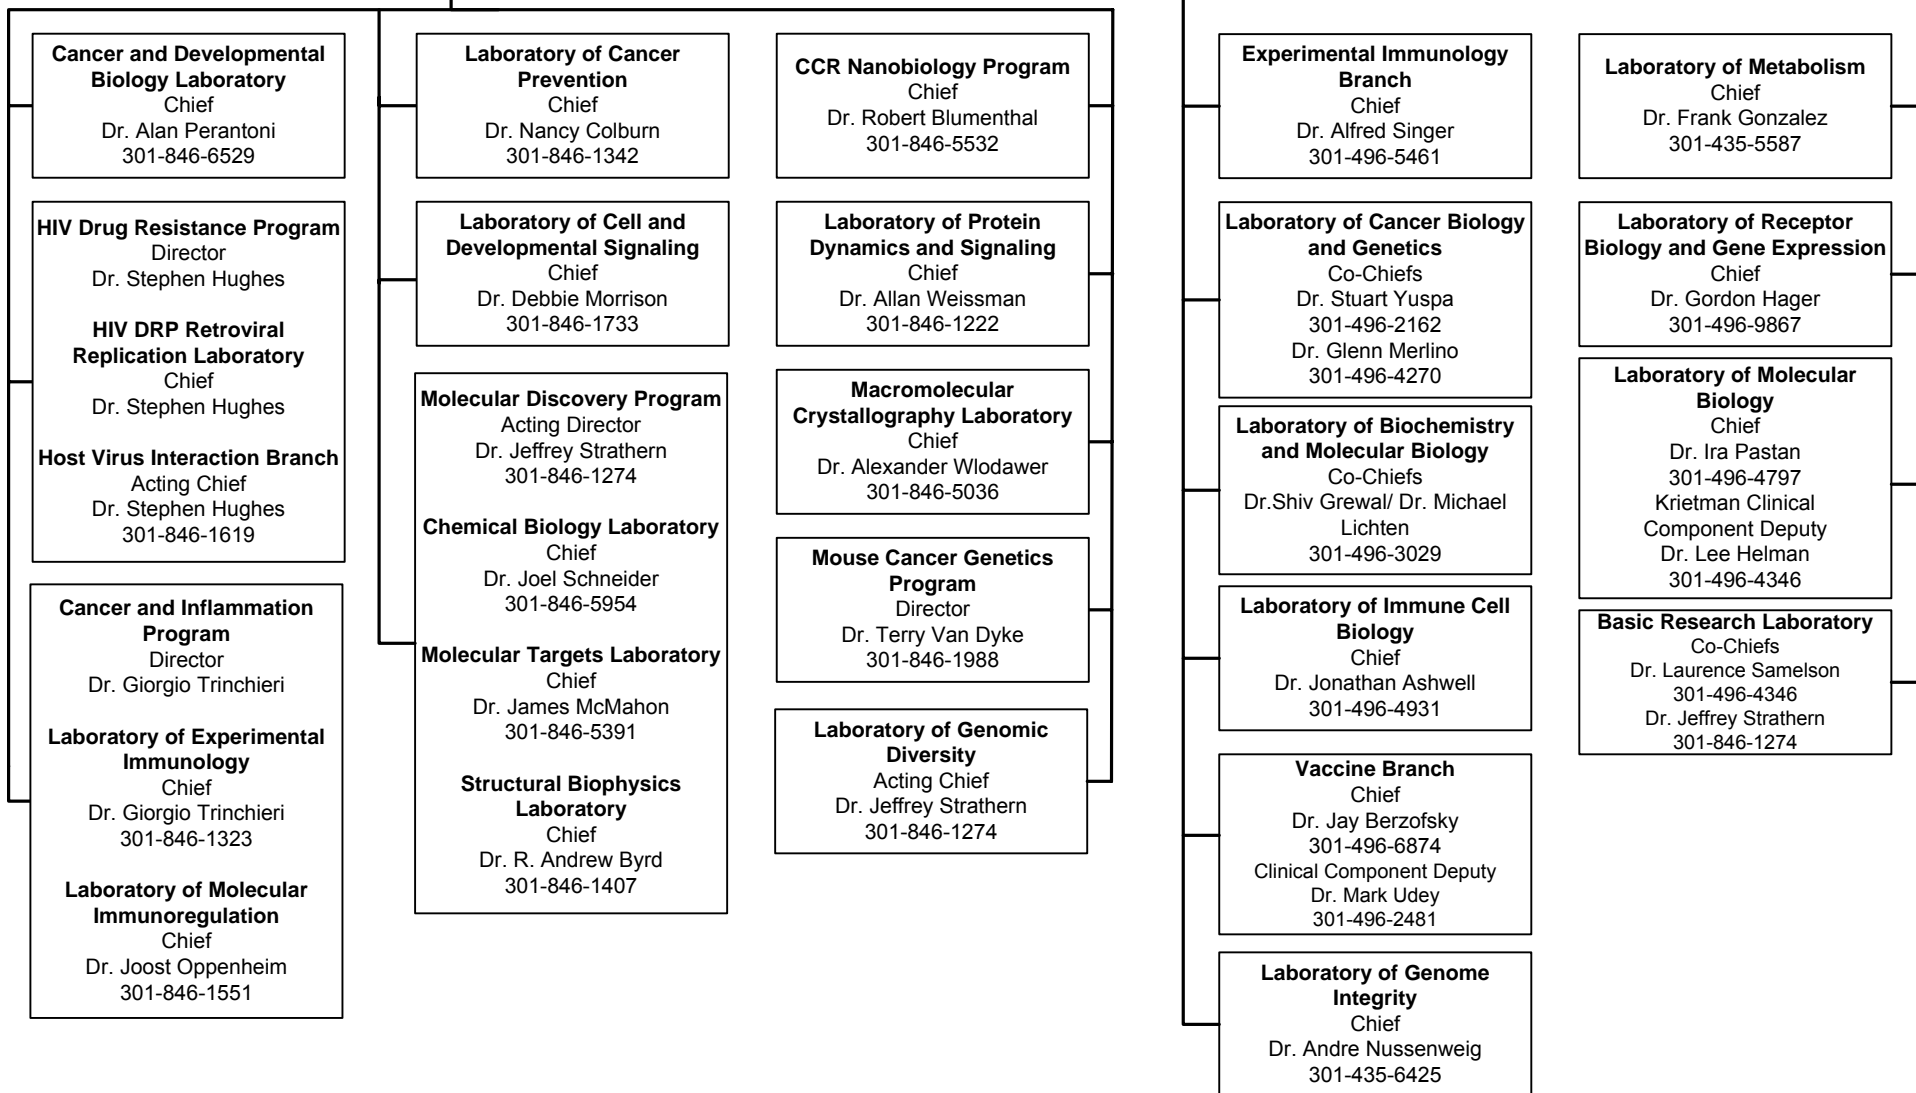 Cancer and Developmental
Biology Laboratory
Chief
Dr. Alan Perantoni
301-846-6529
HIV Drug Resistance Program
Director
Dr. Stephen Hughes
HIV DRP Retroviral
Replication Laboratory
Chief
Dr. Stephen Hughes
Host Virus Interaction Branch
Acting Chief
Dr. Stephen Hughes
301-846-1619
Cancer and Inflammation
Program
Director
Dr. Giorgio Trinchieri
Laboratory of Experimental
Immunology
Chief
Dr. Giorgio Trinchieri
301-846-1323
Laboratory of Molecular
Immunoregulation
Chief
Dr. Joost Oppenheim
301-846-1551
Laboratory of Cancer
Prevention
Chief
Dr. Nancy Colburn
301-846-1342
Laboratory of Cell and
Developmental Signaling
Chief
Dr. Debbie Morrison
301-846-1733
Molecular Discovery Program
Acting Director
Dr. Jeffrey Strathern
301-846-1274
Chemical Biology Laboratory
Chief
Dr. Joel Schneider
301-846-5954
Molecular Targets Laboratory
Chief
Dr. James McMahon
301-846-5391
Structural Biophysics
Laboratory
Chief
Dr. R. Andrew Byrd
301-846-1407
CCR Nanobiology Program
Chief
Dr. Robert Blumenthal
301-846-5532
Laboratory of Protein
Dynamics and Signaling
Chief
Dr. Allan Weissman
301-846-1222
Macromolecular
Crystallography Laboratory
Chief
Dr. Alexander Wlodawer
301-846-5036
Mouse Cancer Genetics
Program
Director
Dr. Terry Van Dyke
301-846-1988
Laboratory of Genomic
Diversity
Acting Chief
Dr. Jeffrey Strathern
301-846-1274
Experimental Immunology
Branch
Chief
Dr. Alfred Singer
301-496-5461
Laboratory of Cancer Biology
and Genetics
Co-Chiefs
Dr. Stuart Yuspa
301-496-2162
Dr. Glenn Merlino
301-496-4270
Laboratory of Biochemistry
and Molecular Biology
Co-Chiefs
Dr.Shiv Grewal/ Dr. Michael
Lichten
301-496-3029
Laboratory of Immune Cell
Biology
Chief
Dr. Jonathan Ashwell
301-496-4931
Vaccine Branch
Chief
Dr. Jay Berzofsky
301-496-6874
Clinical Component Deputy
Dr. Mark Udey
301-496-2481
Laboratory of Genome
Integrity
Chief
Dr. Andre Nussenweig
301-435-6425
Laboratory of Metabolism
Chief
Dr. Frank Gonzalez
301-435-5587
Laboratory of Receptor
Biology and Gene Expression
Chief
Dr. Gordon Hager
301-496-9867
Laboratory of Molecular
Biology
Chief
Dr. Ira Pastan
301-496-4797
Krietman Clinical
Component Deputy
Dr. Lee Helman
301-496-4346
Basic Research Laboratory
Co-Chiefs
Dr. Laurence Samelson
301-496-4346
Dr. Jeffrey Strathern
301-846-1274